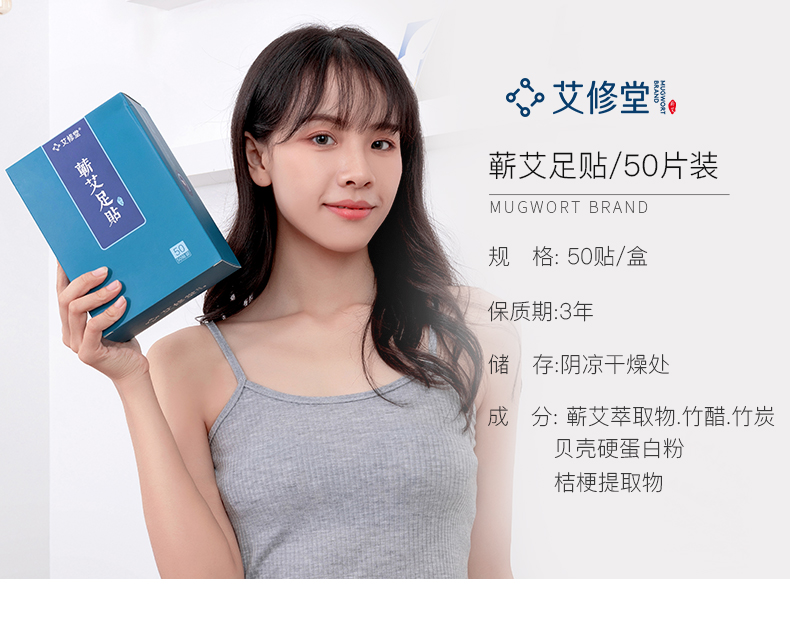 艾修堂
MUGWORT
BRAND
蕲艾足贴/50片装
MUGWORT BRAND
规 格: 50贴/盒
保质期:3年
储 存:阴凉干燥处
成 分: 蕲艾萃取物.竹醋.竹炭
贝壳硬蛋白粉
桔梗提取物
艾修堂
蕲艾足贴
50